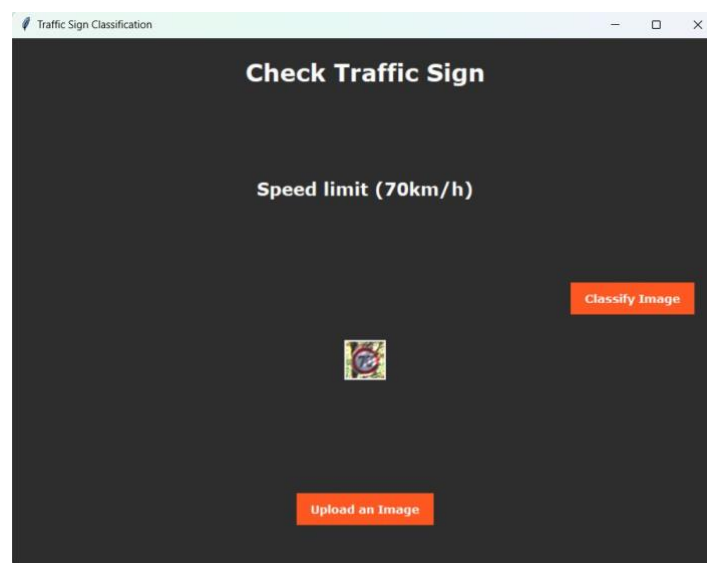 Traffic Sign Classification
Check Traffic Sign
Speed limit (70km/h)
Classify Image
Upload an Image